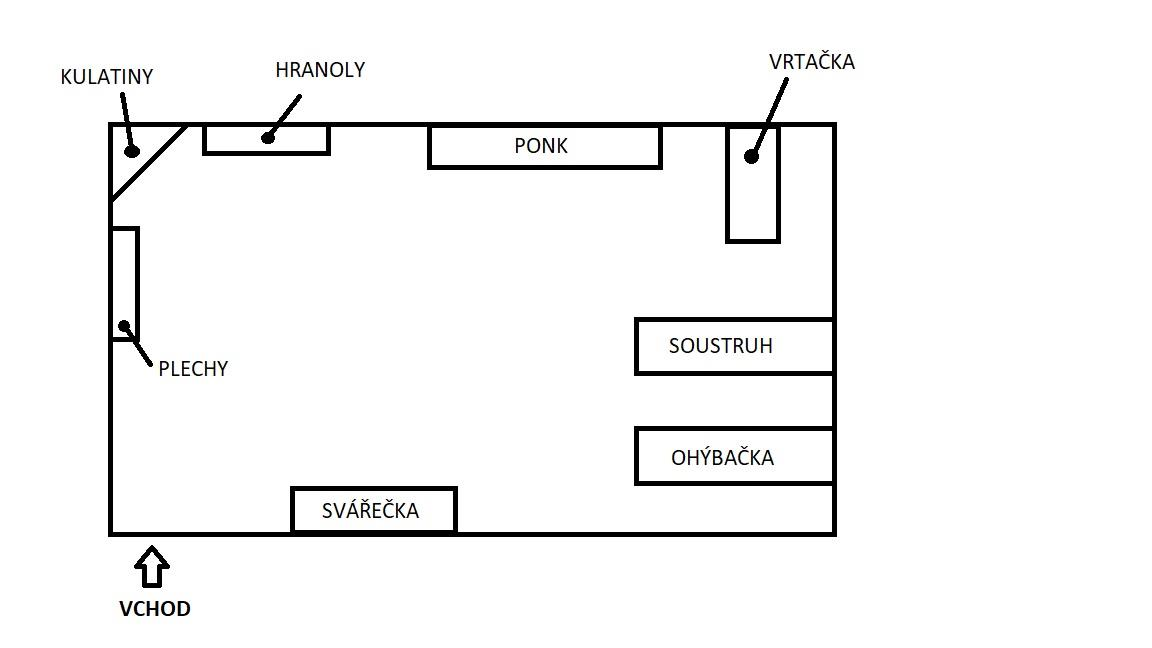 VRTAČKA
HRANOLY
KULATINY
PONK
SOUSTRUH
PLECHY
OHÝBAČKA
SVÁŘEČKA
VCHOD